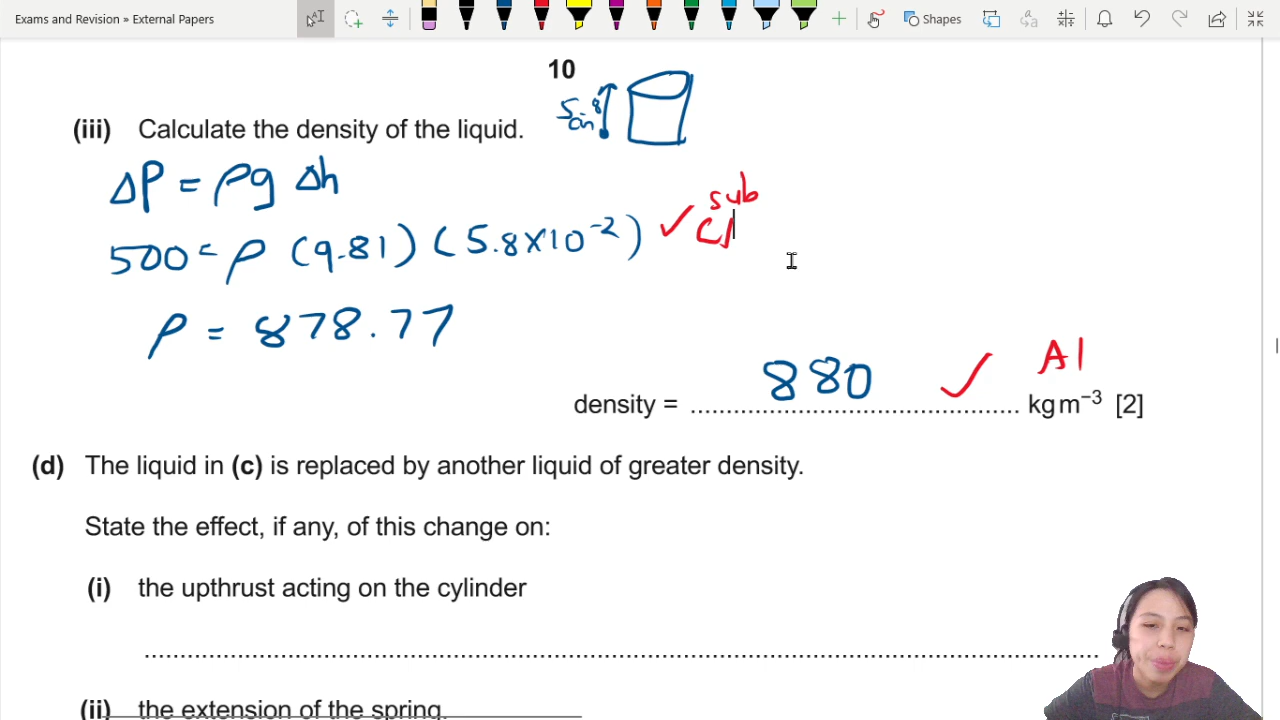 Exams and Revision » External Papers
Shapes
10
(iii) Calculate the density of the liquid.
5.8 cm
ΔP = ρg Δh
sub
500 = ρ (9.81) (5.8×10⁻²) ✓ C1
ρ = 878.77
880 ✓ A1
density = ................................................ kg m⁻³ [2]
(d) The liquid in (c) is replaced by another liquid of greater density.
State the effect, if any, of this change on:
(i) the upthrust acting on the cylinder
(ii) the extension of the spring.